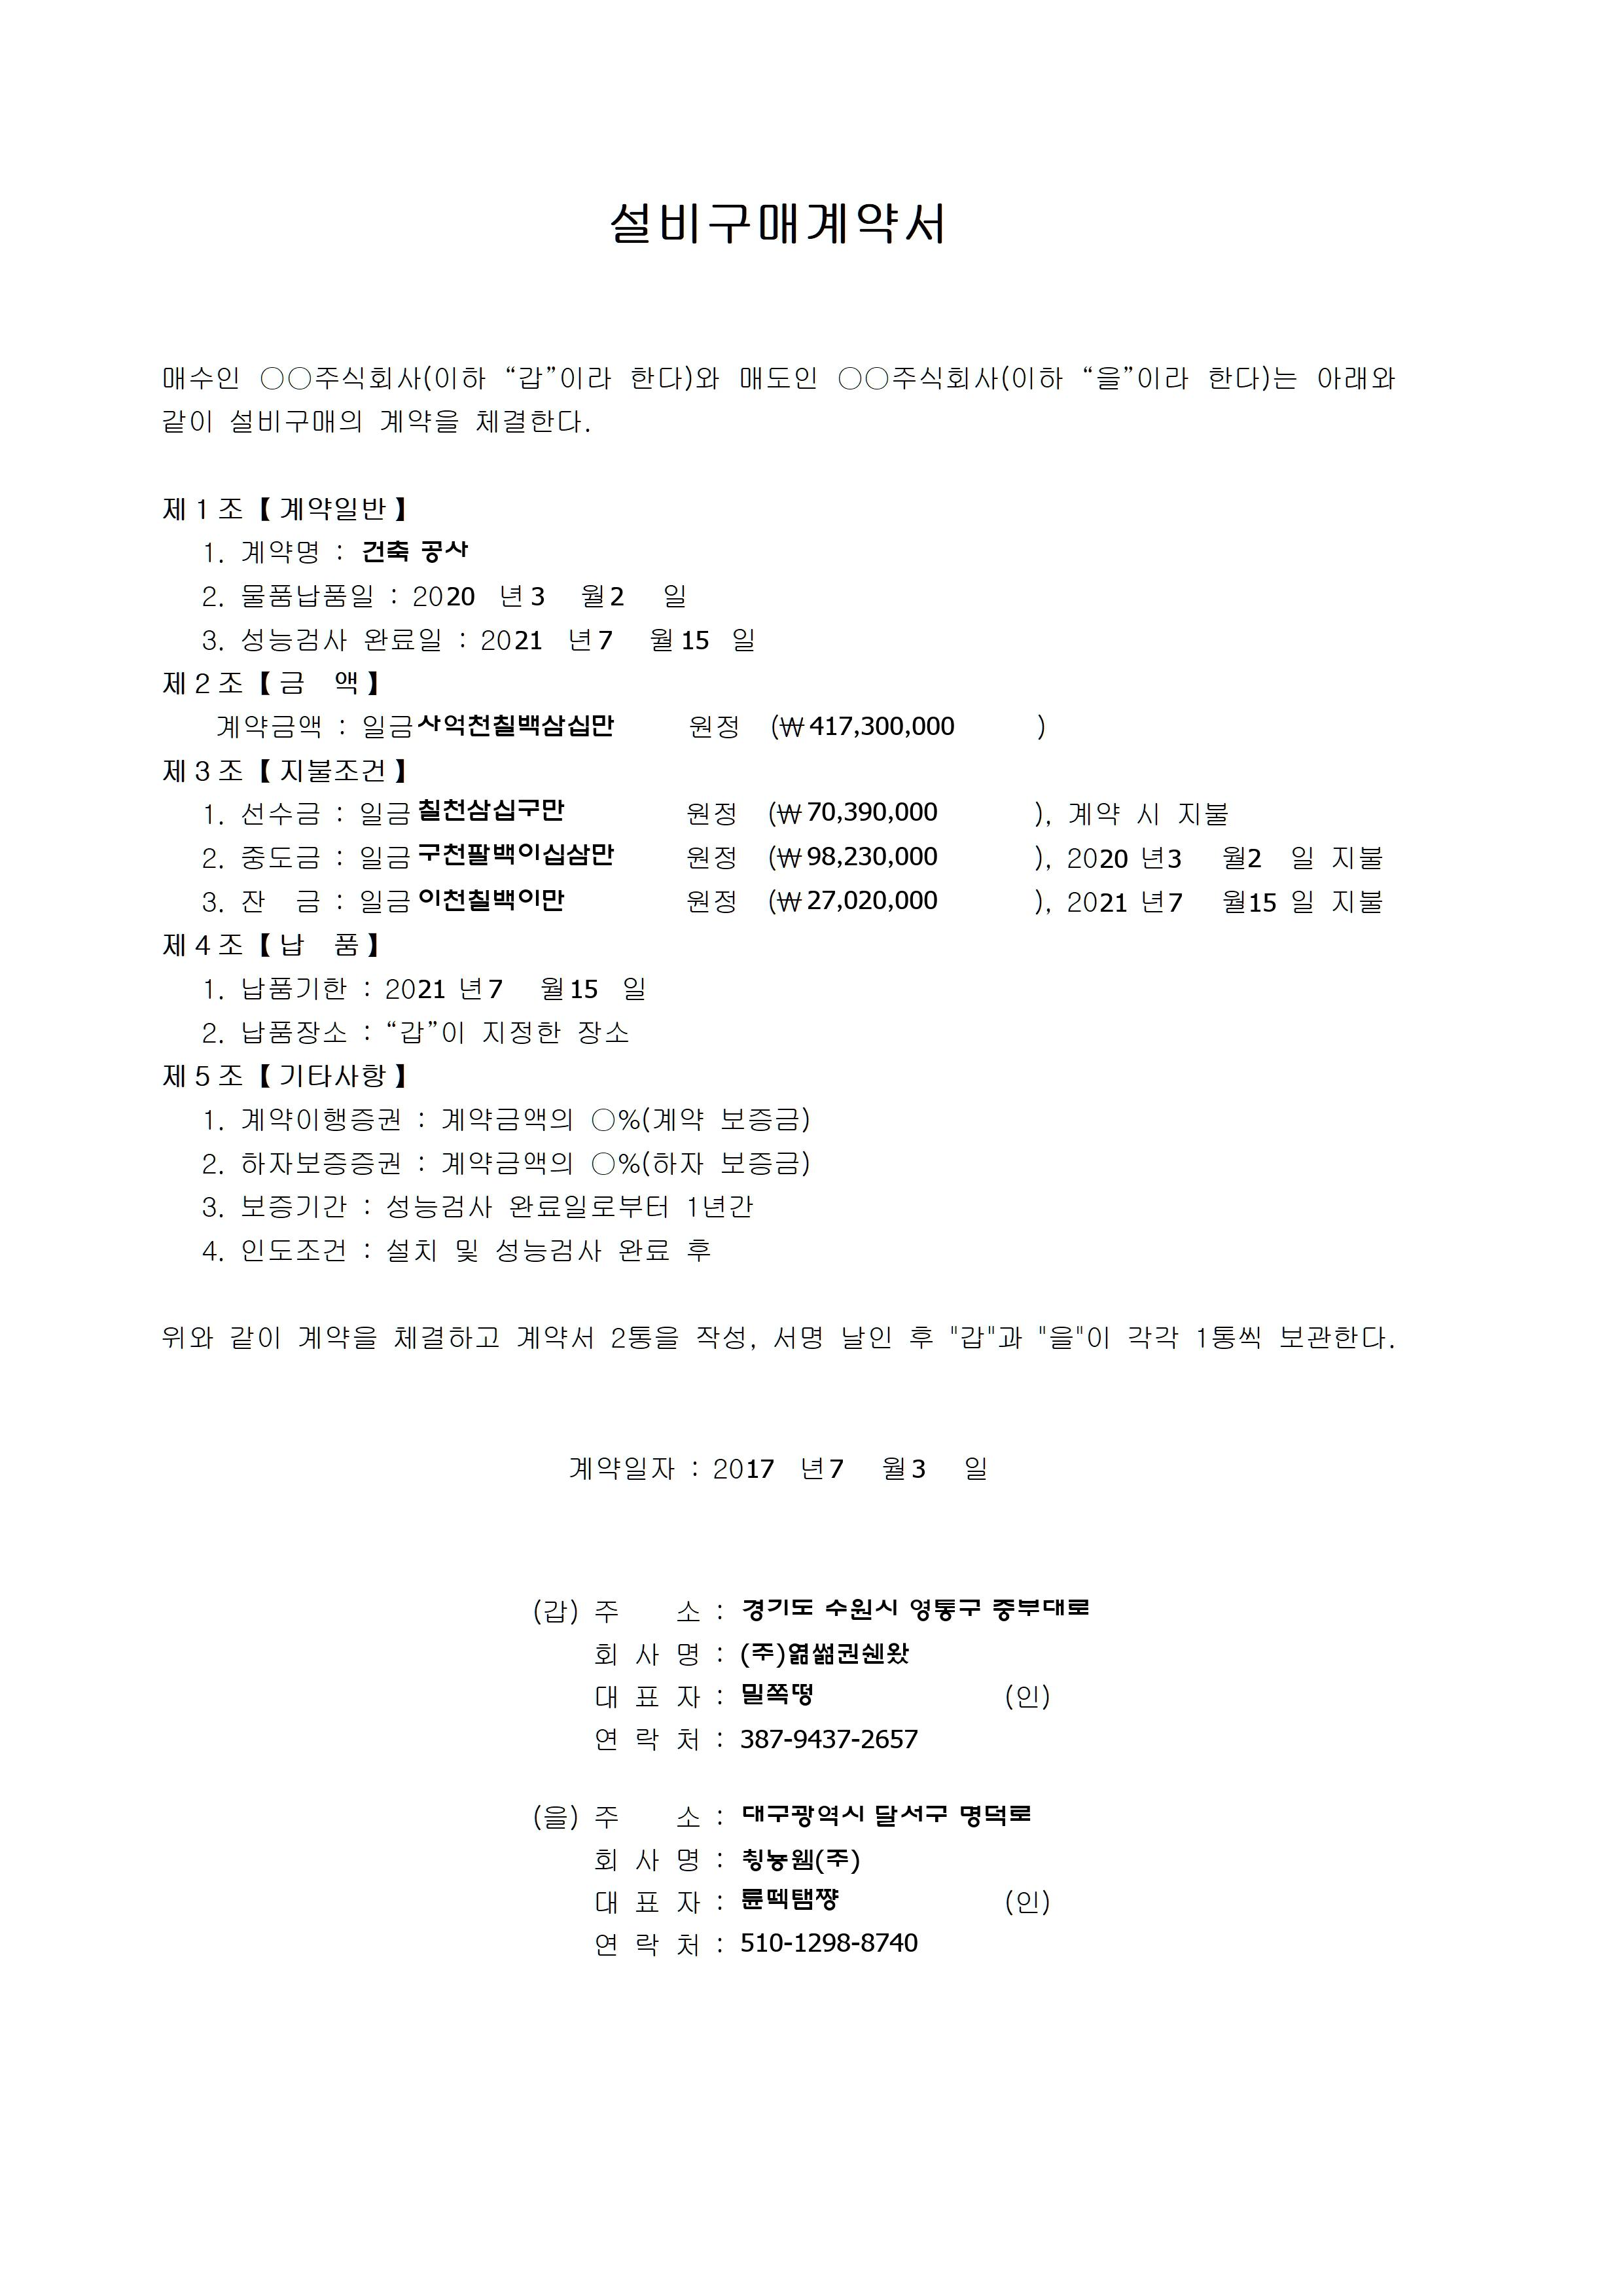 설비구매계약서
매수인 ○○주식회사(이하 “갑”이라 한다)와 매도인 ○○주식회사(이하 “을”이라 한다)는 아래와
같이 설비구매의 계약을 체결한다.
제1조【계약일반】
1. 계약명 : 건축 공사
2. 물품납품일 : 2020 년 3 월 2 일
3. 성능검사 완료일 : 2021 년 7 월 15 일
제2조【금 액】
계약금액 : 일금 사억천칠백삼십만 원정 (₩ 417,300,000 )
제3조【지불조건】
1. 선수금 : 일금 칠천삼십구만 원정 (₩ 70,390,000 ), 계약 시 지불
2. 중도금 : 일금 구천팔백이십삼만 원정 (₩ 98,230,000 ), 2020 년 3 월 2 일 지불
3. 잔 금 : 일금 이천칠백이만 원정 (₩ 27,020,000 ), 2021 년 7 월 15 일 지불
제4조【납 품】
1. 납품기한 : 2021 년 7 월 15 일
2. 납품장소 : “갑”이 지정한 장소
제5조【기타사항】
1. 계약이행증권 : 계약금액의 ○%(계약 보증금)
2. 하자보증증권 : 계약금액의 ○%(하자 보증금)
3. 보증기간 : 성능검사 완료일로부터 1년간
4. 인도조건 : 설치 및 성능검사 완료 후
위와 같이 계약을 체결하고 계약서 2통을 작성, 서명 날인 후 "갑"과 "을"이 각각 1통씩 보관한다.
계약일자 : 2017 년 7 월 3 일
(갑) 주 소 : 경기도 수원시 영통구 중부대로
회 사 명 :
대 표 자 : 밀쪽떵 (인)
연 락 처 : 387-9437-2657
(을) 주 소 : 대구광역시 달서구 명덕로
회 사 명 :
대 표 자 : (인)
연 락 처 : 510-1298-8740